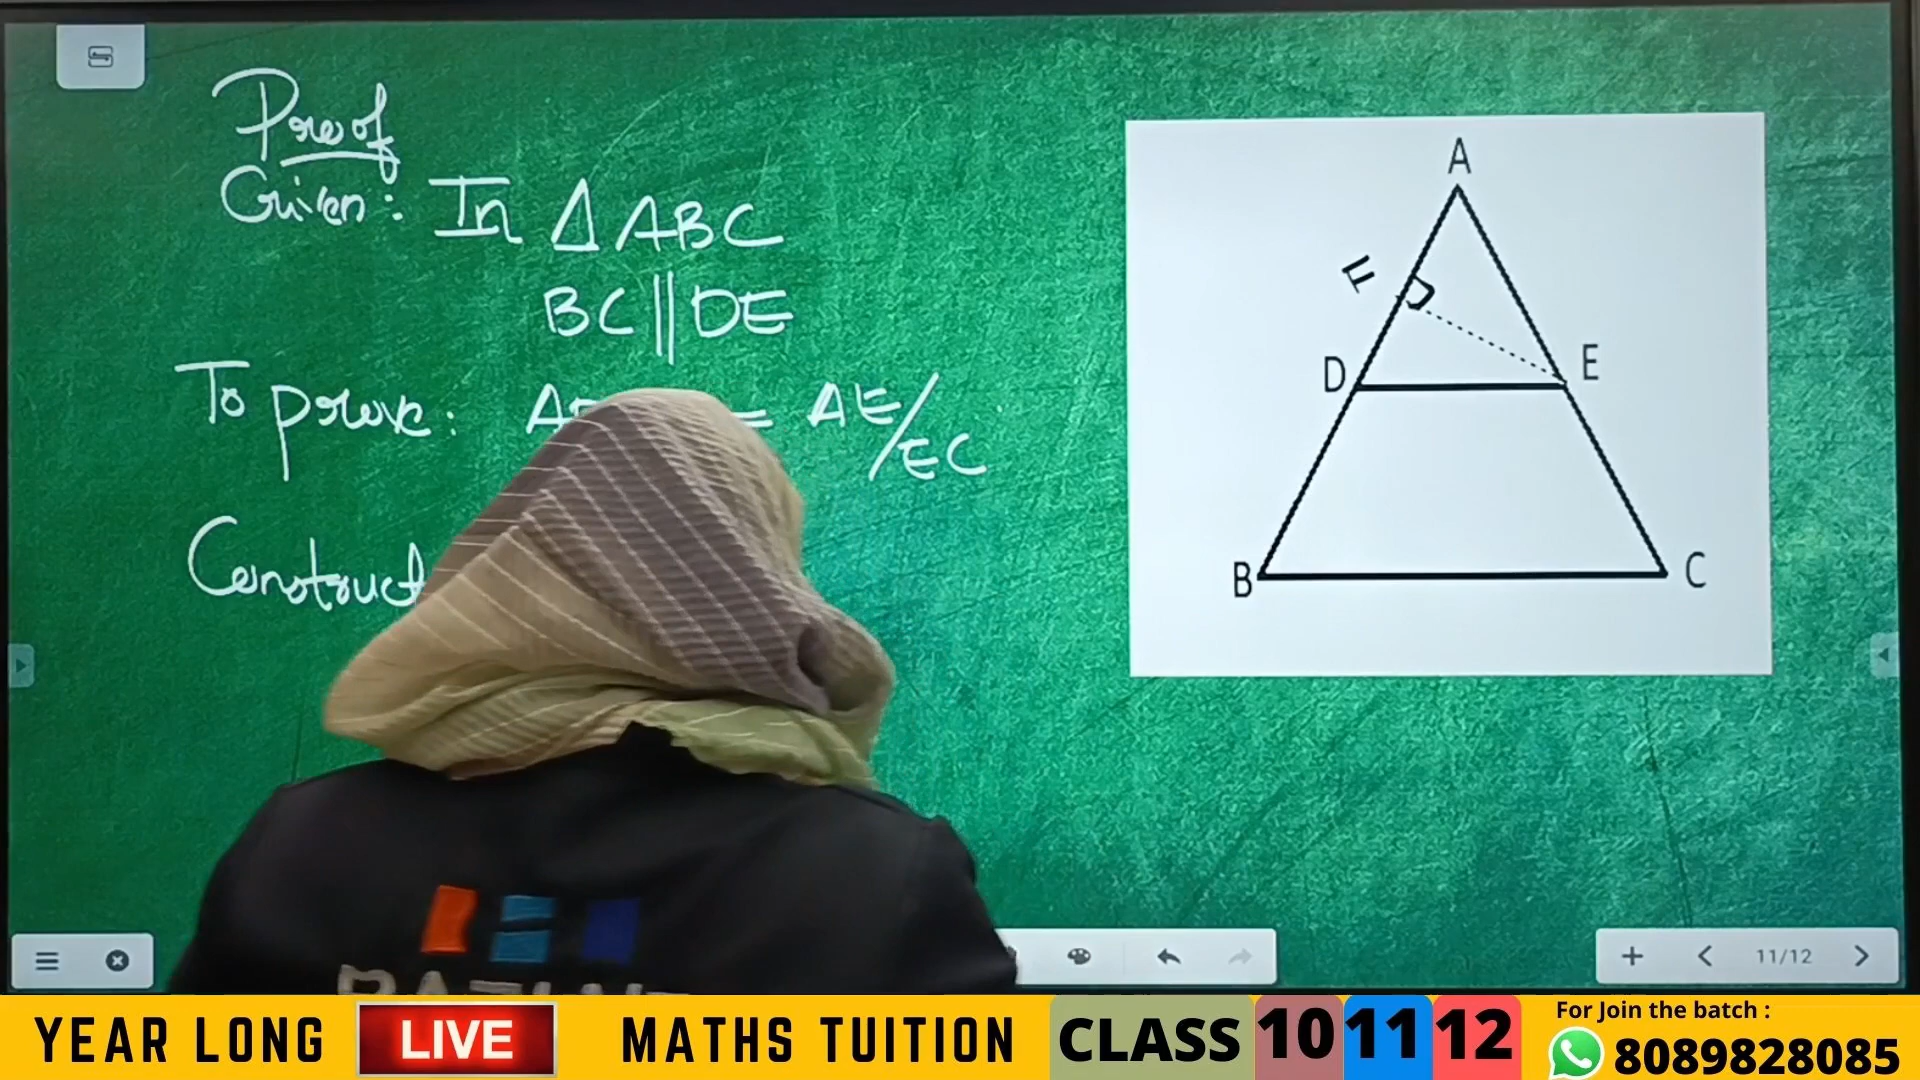 Proof
Given: In Δ ABC
BC || DE
To prove: = AE/EC
A
F
D
E
B
C
11/12
YEAR LONG LIVE MATHS TUITION CLASS 10 11 12
For Join the batch :
8089828085